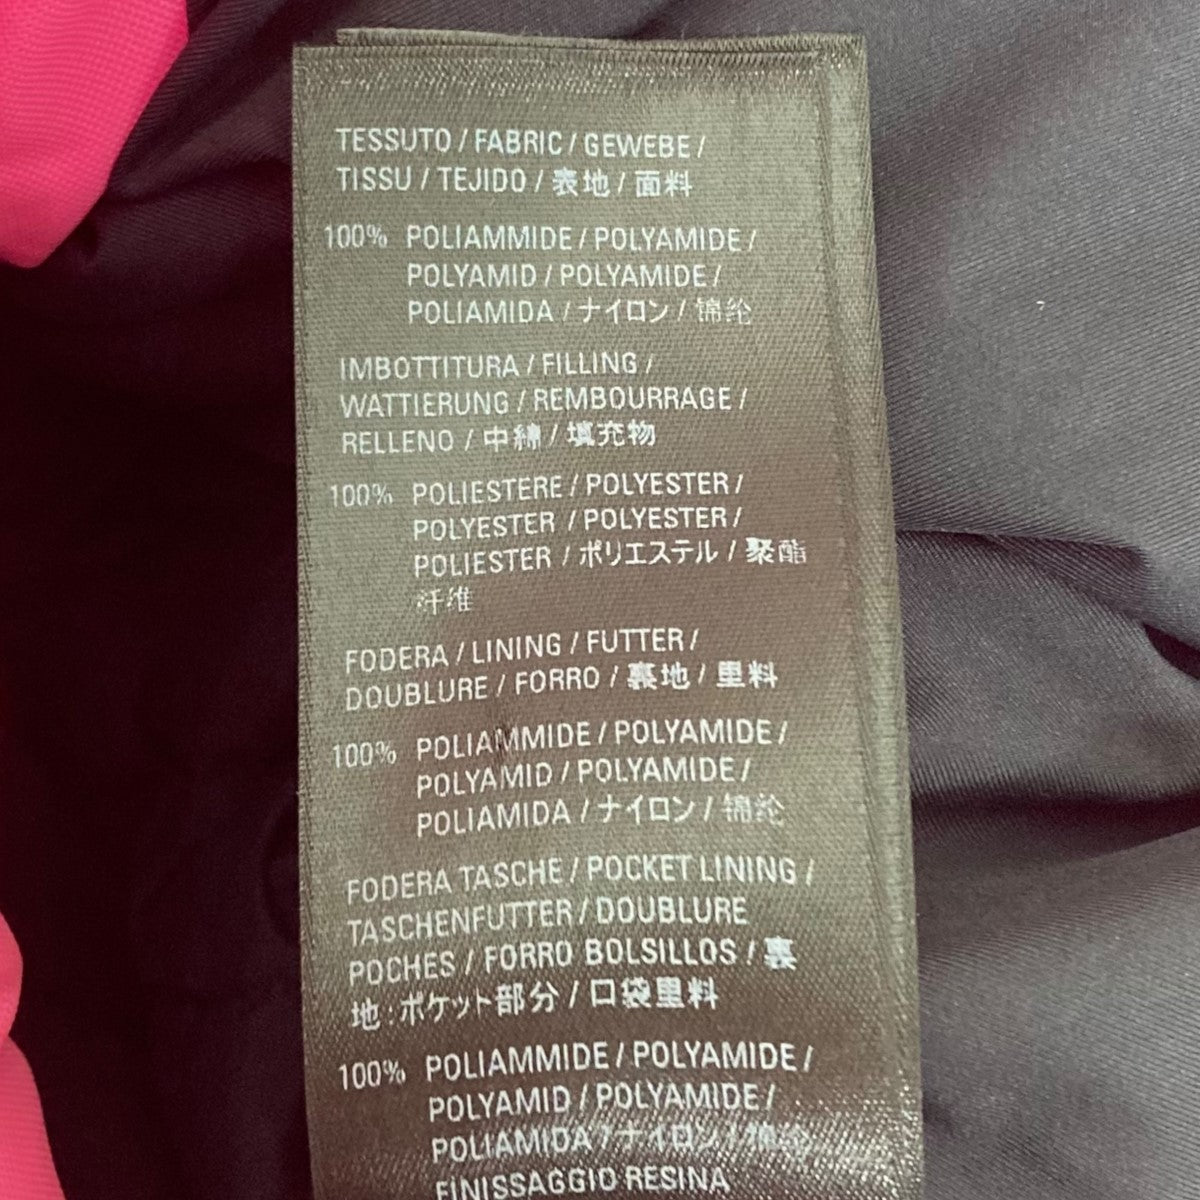 TESSUTO / FABRIC / GEWEBE /
TISSU / TEJIDO / 表地 / 面料
100% POLIAMMIDE / POLYAMIDE /
POLYAMID / POLYAMIDE /
POLIAMIDA / ナイロン / 锦纶
IMBOTTITURA / FILLING /
WATTIERUNG / REMBOURRAGE /
RELLENO / 中綿 / 填充物
100% POLIESTERE / POLYESTER /
POLYESTER / POLYESTER /
POLIESTER / ポリエステル / 聚酯
纤维
FODERA / LINING / FUTTER /
DOUBLURE / FORRO / 裏地 / 里料
100% POLIAMMIDE / POLYAMIDE /
POLYAMID / POLYAMIDE /
POLIAMIDA / ナイロン / 锦纶
FODERA TASCHE / POCKET LINING /
TASCHENFUTTER / DOUBLURE
POCHES / FORRO BOLSILLOS / 裏
地 : ポケット部分 / 口袋里料
100% POLIAMMIDE / POLYAMIDE /
POLYAMID / POLYAMIDE /
POLIAMIDA / ナイロン / 锦纶
FINISSAGGIO RESINA